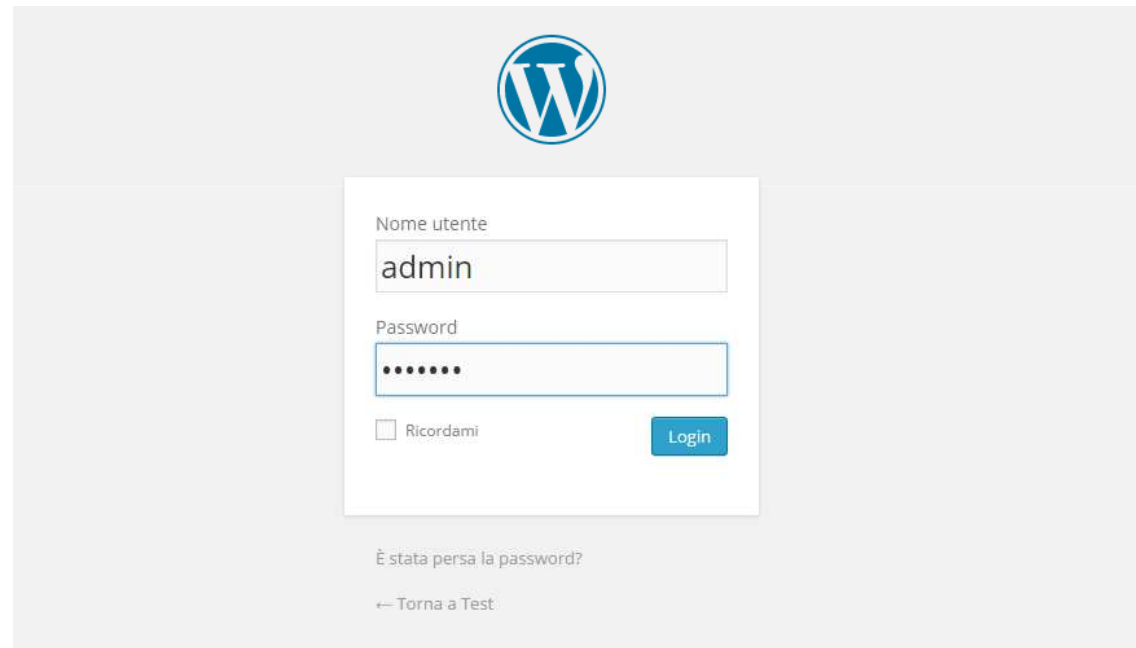 Nome utente
admin
Password
•••••••
Ricordami
Login
È stata persa la password?
← Torna a Test